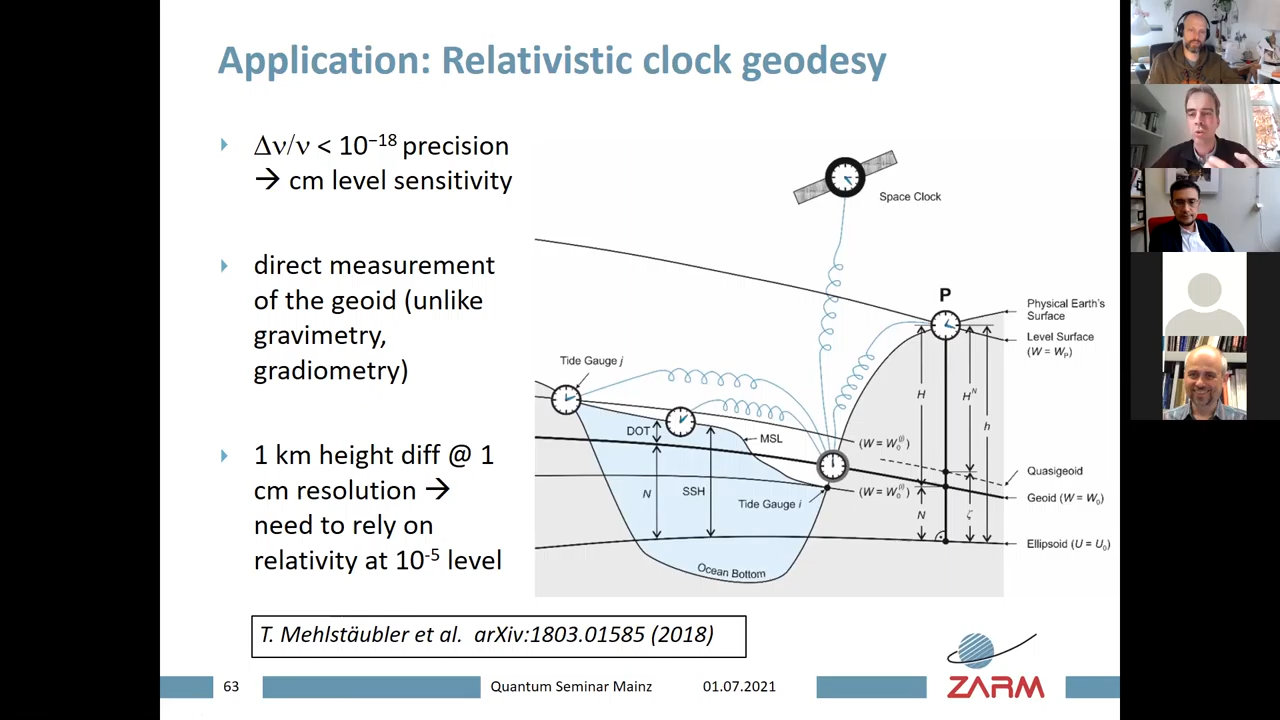 Application: Relativistic clock geodesy
Δν/ν < 10⁻¹⁸ precision
→ cm level sensitivity
direct measurement
of the geoid (unlike
gravimetry,
gradiometry)
1 km height diff @ 1
cm resolution →
need to rely on
relativity at 10⁻⁵ level
Space Clock
P
Physical Earth's
Surface
Level Surface
(W = W_P)
Tide Gauge j
H
H^N
h
DOT
MSL
(W = W₀⁽ʲ⁾)
Quasigeoid
N
SSH
Tide Gauge i
(W = W₀⁽ⁱ⁾)
Geoid (W = W₀)
N
ζ
Ellipsoid (U = U₀)
Ocean Bottom
T. Mehlstäubler et al. arXiv:1803.01585 (2018)
63
Quantum Seminar Mainz
01.07.2021
ZARM